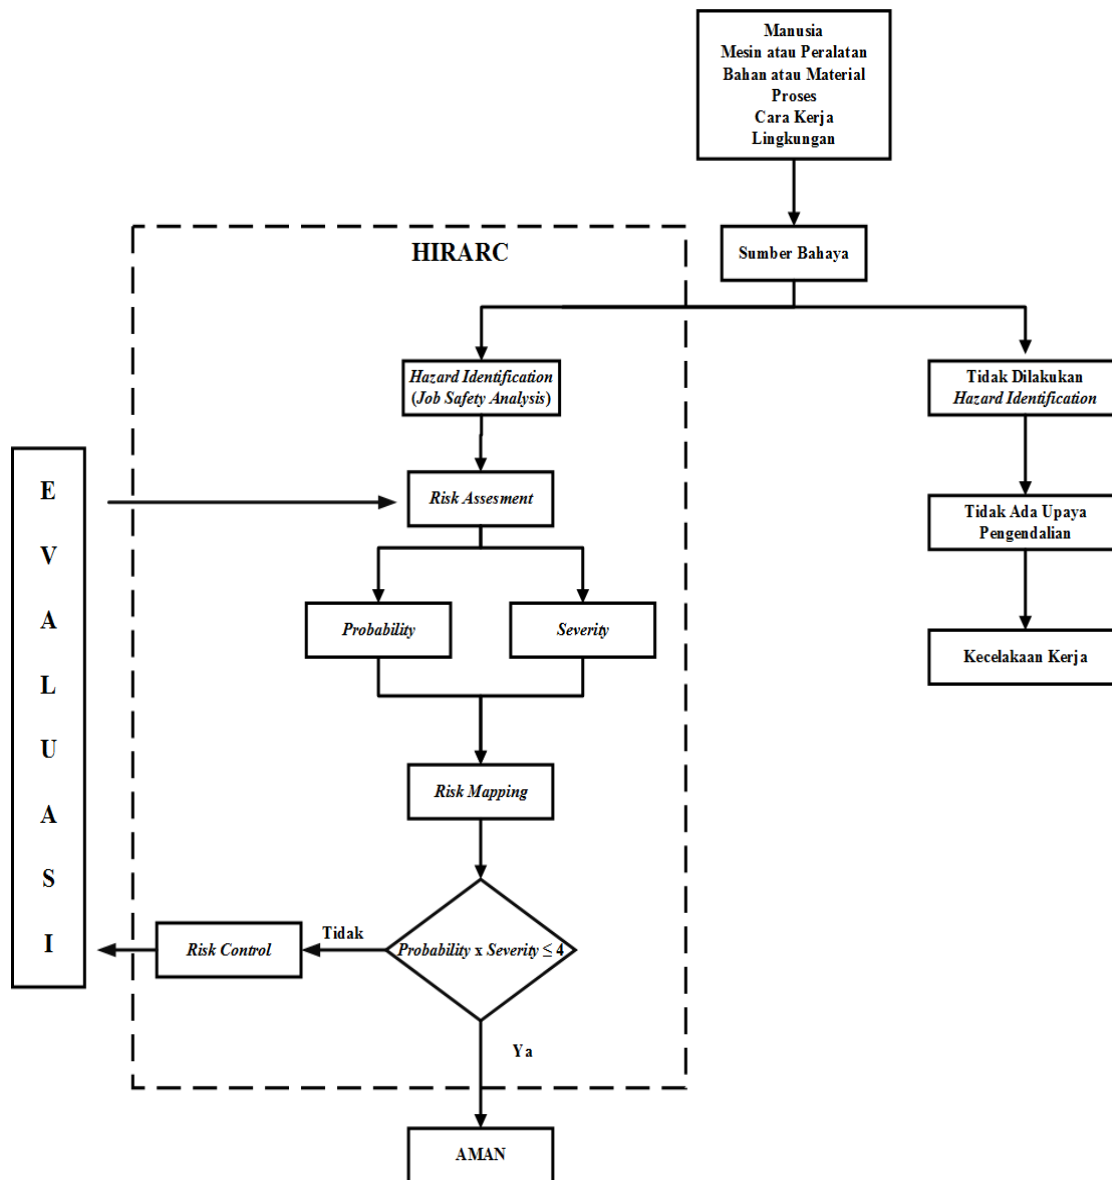 Manusia
Mesin atau Peralatan
Bahan atau Material
Proses
Cara Kerja
Lingkungan
Sumber Bahaya
HIRARC
Hazard Identification
(Job Safety Analysis)
Tidak Dilakukan
Hazard Identification
Risk Assesment
Tidak Ada Upaya
Pengendalian
Probability
Severity
Kecelakaan Kerja
Risk Mapping
Probability x Severity ≤ 4
Tidak
Risk Control
E
V
A
L
U
A
S
I
Ya
AMAN